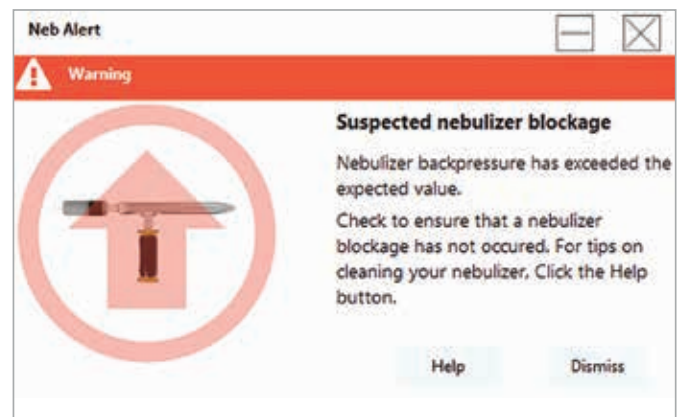 Neb Alert
Warning
Suspected nebulizer blockage
Nebulizer backpressure has exceeded the
expected value.
Check to ensure that a nebulizer
blockage has not occured. For tips on
cleaning your nebulizer, Click the Help
button.
Help
Dismiss